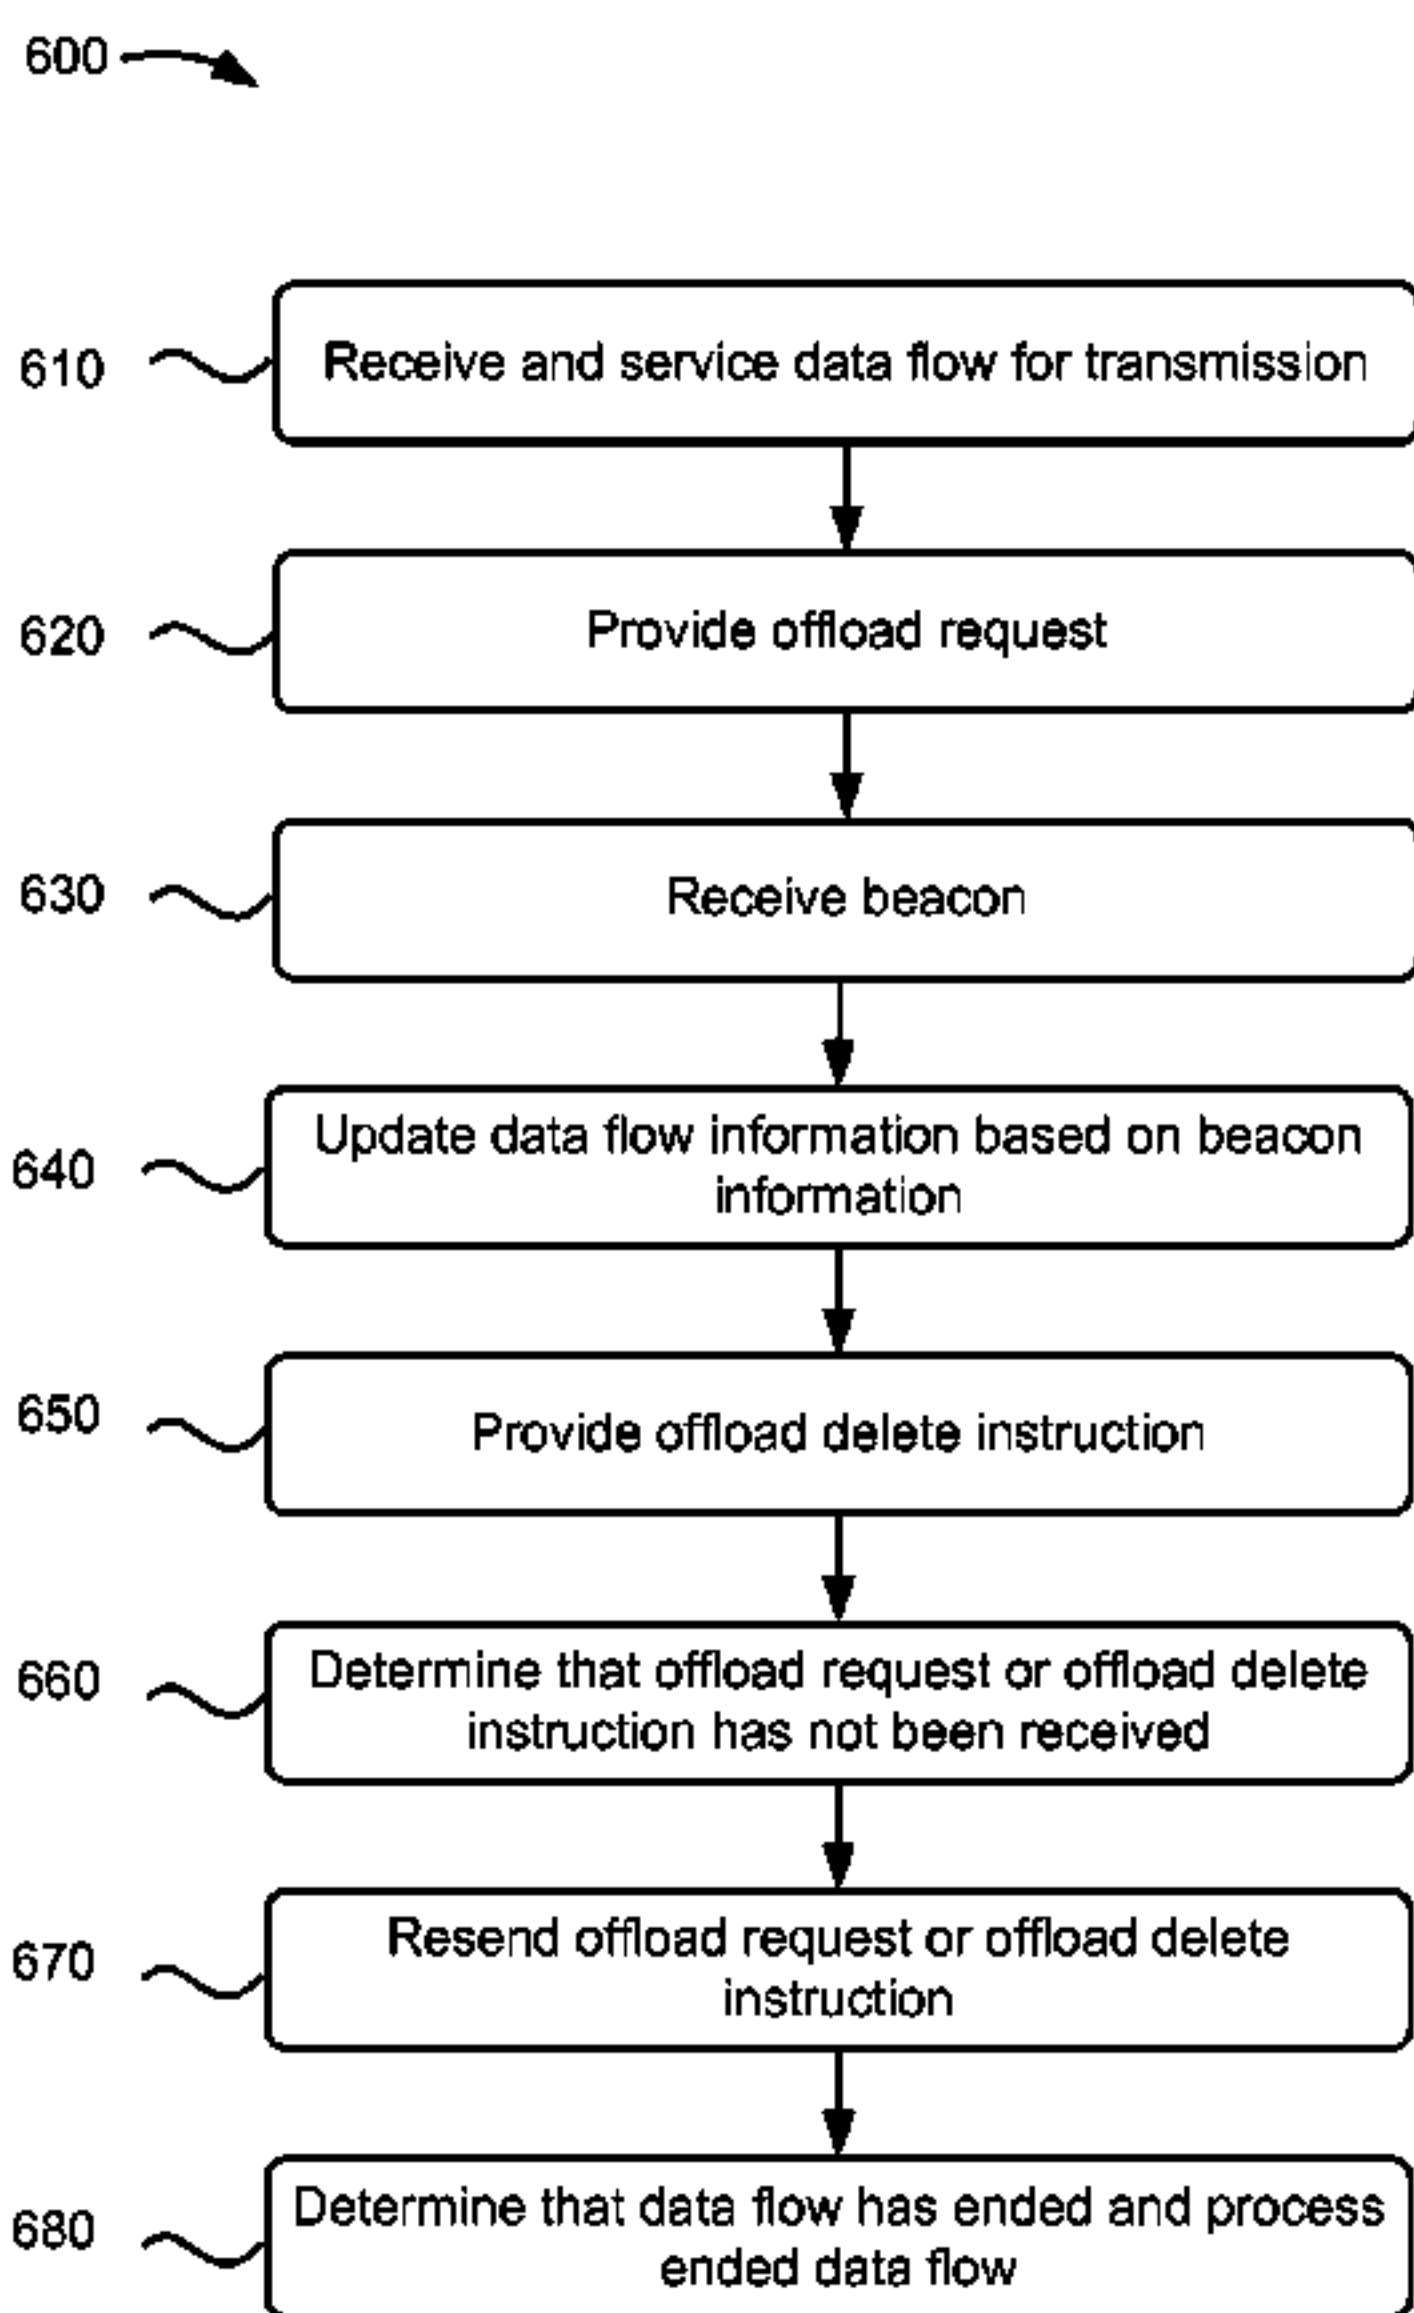 600
610
Receive and service data flow for transmission
620
Provide offload request
630
Receive beacon
640
Update data flow information based on beacon
information
650
Provide offload delete instruction
660
Determine that offload request or offload delete
instruction has not been received
670
Resend offload request or offload delete
instruction
680
Determine that data flow has ended and process
ended data flow